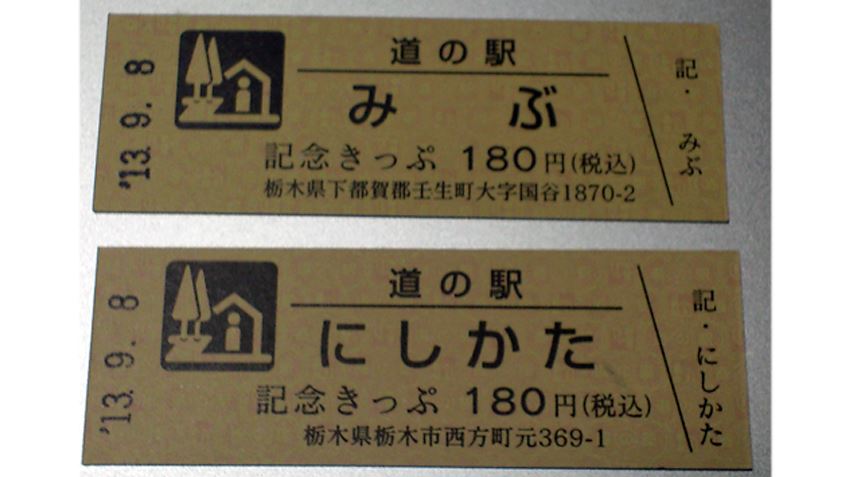 '13. 9. 8
道の駅
みぶ
記念きっぷ 180円(税込)
栃木県下都賀郡壬生町大字国谷1870-2
記・みぶ
'13. 9. 8
道の駅
にしかた
記念きっぷ 180円(税込)
栃木県栃木市西方町元369-1
記・にしかた